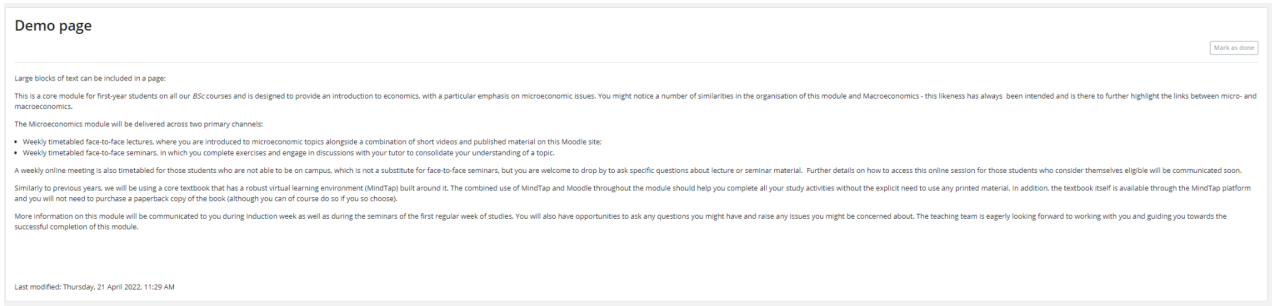 Demo page
Mark as done
Large blocks of text can be included in a page:
This is a core module for first-year students on all our BSc courses and is designed to provide an introduction to economics, with a particular emphasis on microeconomic issues. You might notice a number of similarities in the organisation of this module and Macroeconomics - this likeness has always been intended and is there to further highlight the links between micro- and
macroeconomics.
The Microeconomics module will be delivered across two primary channels:
• Weekly timetabled face-to-face lectures, where you are introduced to microeconomic topics alongside a combination of short videos and published material on this Moodle site;
• Weekly timetabled face-to-face seminars, in which you complete exercises and engage in discussions with your tutor to consolidate your understanding of a topic.
A weekly online meeting is also timetabled for those students who are not able to be on campus, which is not a substitute for face-to-face seminars, but you are welcome to drop by to ask specific questions about lecture or seminar material. Further details on how to access this online session for those students who consider themselves eligible will be communicated soon.
Similarly to previous years, we will be using a core textbook that has a robust virtual learning environment (MindTap) built around it. The combined use of MindTap and Moodle throughout the module should help you complete all your study activities without the explicit need to use any printed material. In addition, the textbook itself is available through the MindTap platform
and you will not need to purchase a paperback copy of the book (although you can of course do so if you so choose).
More information on this module will be communicated to you during induction week as well as during the seminars of the first regular week of studies. You will also have opportunities to ask any questions you might have and raise any issues you might be concerned about. The teaching team is eagerly looking forward to working with you and guiding you towards the
successful completion of this module.
Last modified: Thursday, 21 April 2022, 11:29 AM